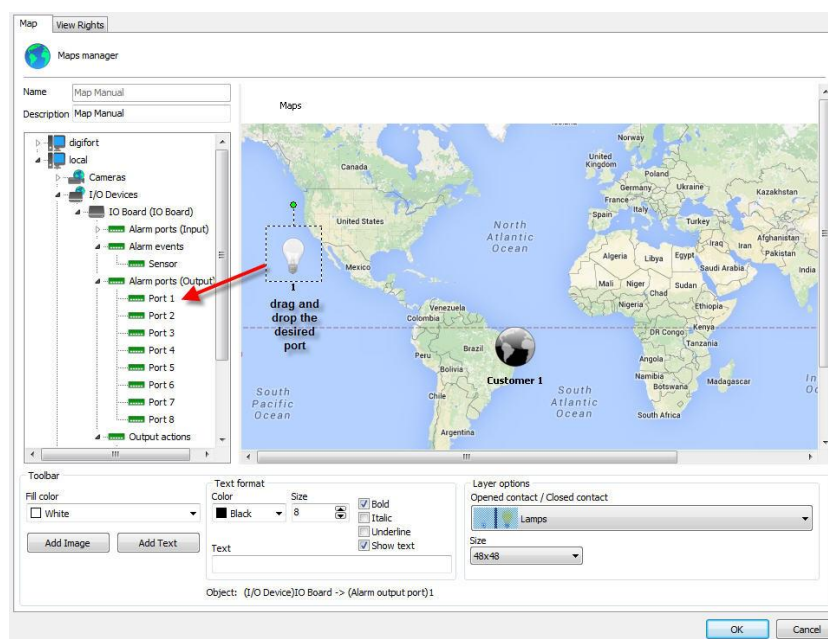 Map
View Rights
Maps manager
Name
Map Manual
Description
Map Manual
digifort
local
Cameras
I/O Devices
IO Board (IO Board)
Alarm ports (Input)
Alarm events
Sensor
Alarm ports (Output
Port 1
Port 2
Port 3
Port 4
Port 5
Port 6
Port 7
Port 8
Output actions
Maps
Norway
Canada
United
Kingdom
Poland
Germany
Ukraine
Kazakhstan
France
Italy
Spain
Turkey
United States
North
Atlantic
Ocean
Iraq
Iran
Afghanistan
Pakistan
Algeria
Libya
Egypt
Saudi Arabia
India
Mexico
Mali
Niger
Chad
Sudan
Nigeria
Ethiopia
1
drag and
drop the
desired
port
Venezuela
Colombia
DR Congo
Kenya
Tanzania
Brazil
Peru
Angola
Bolivia
Namibia
Botswana
Madagascar
Customer 1
South
Pacific
Ocean
Chile
South
Atlantic
Ocean
In
Oc
South Africa
Argentina
Toolbar
Fill color
White
Add Image
Add Text
Text format
Color
Size
Black
8
Bold
Italic
Underline
Show text
Text
Layer options
Opened contact / Closed contact
Lamps
Size
48x48
Object: (I/O Device)IO Board -> (Alarm output port)1
OK
Cancel